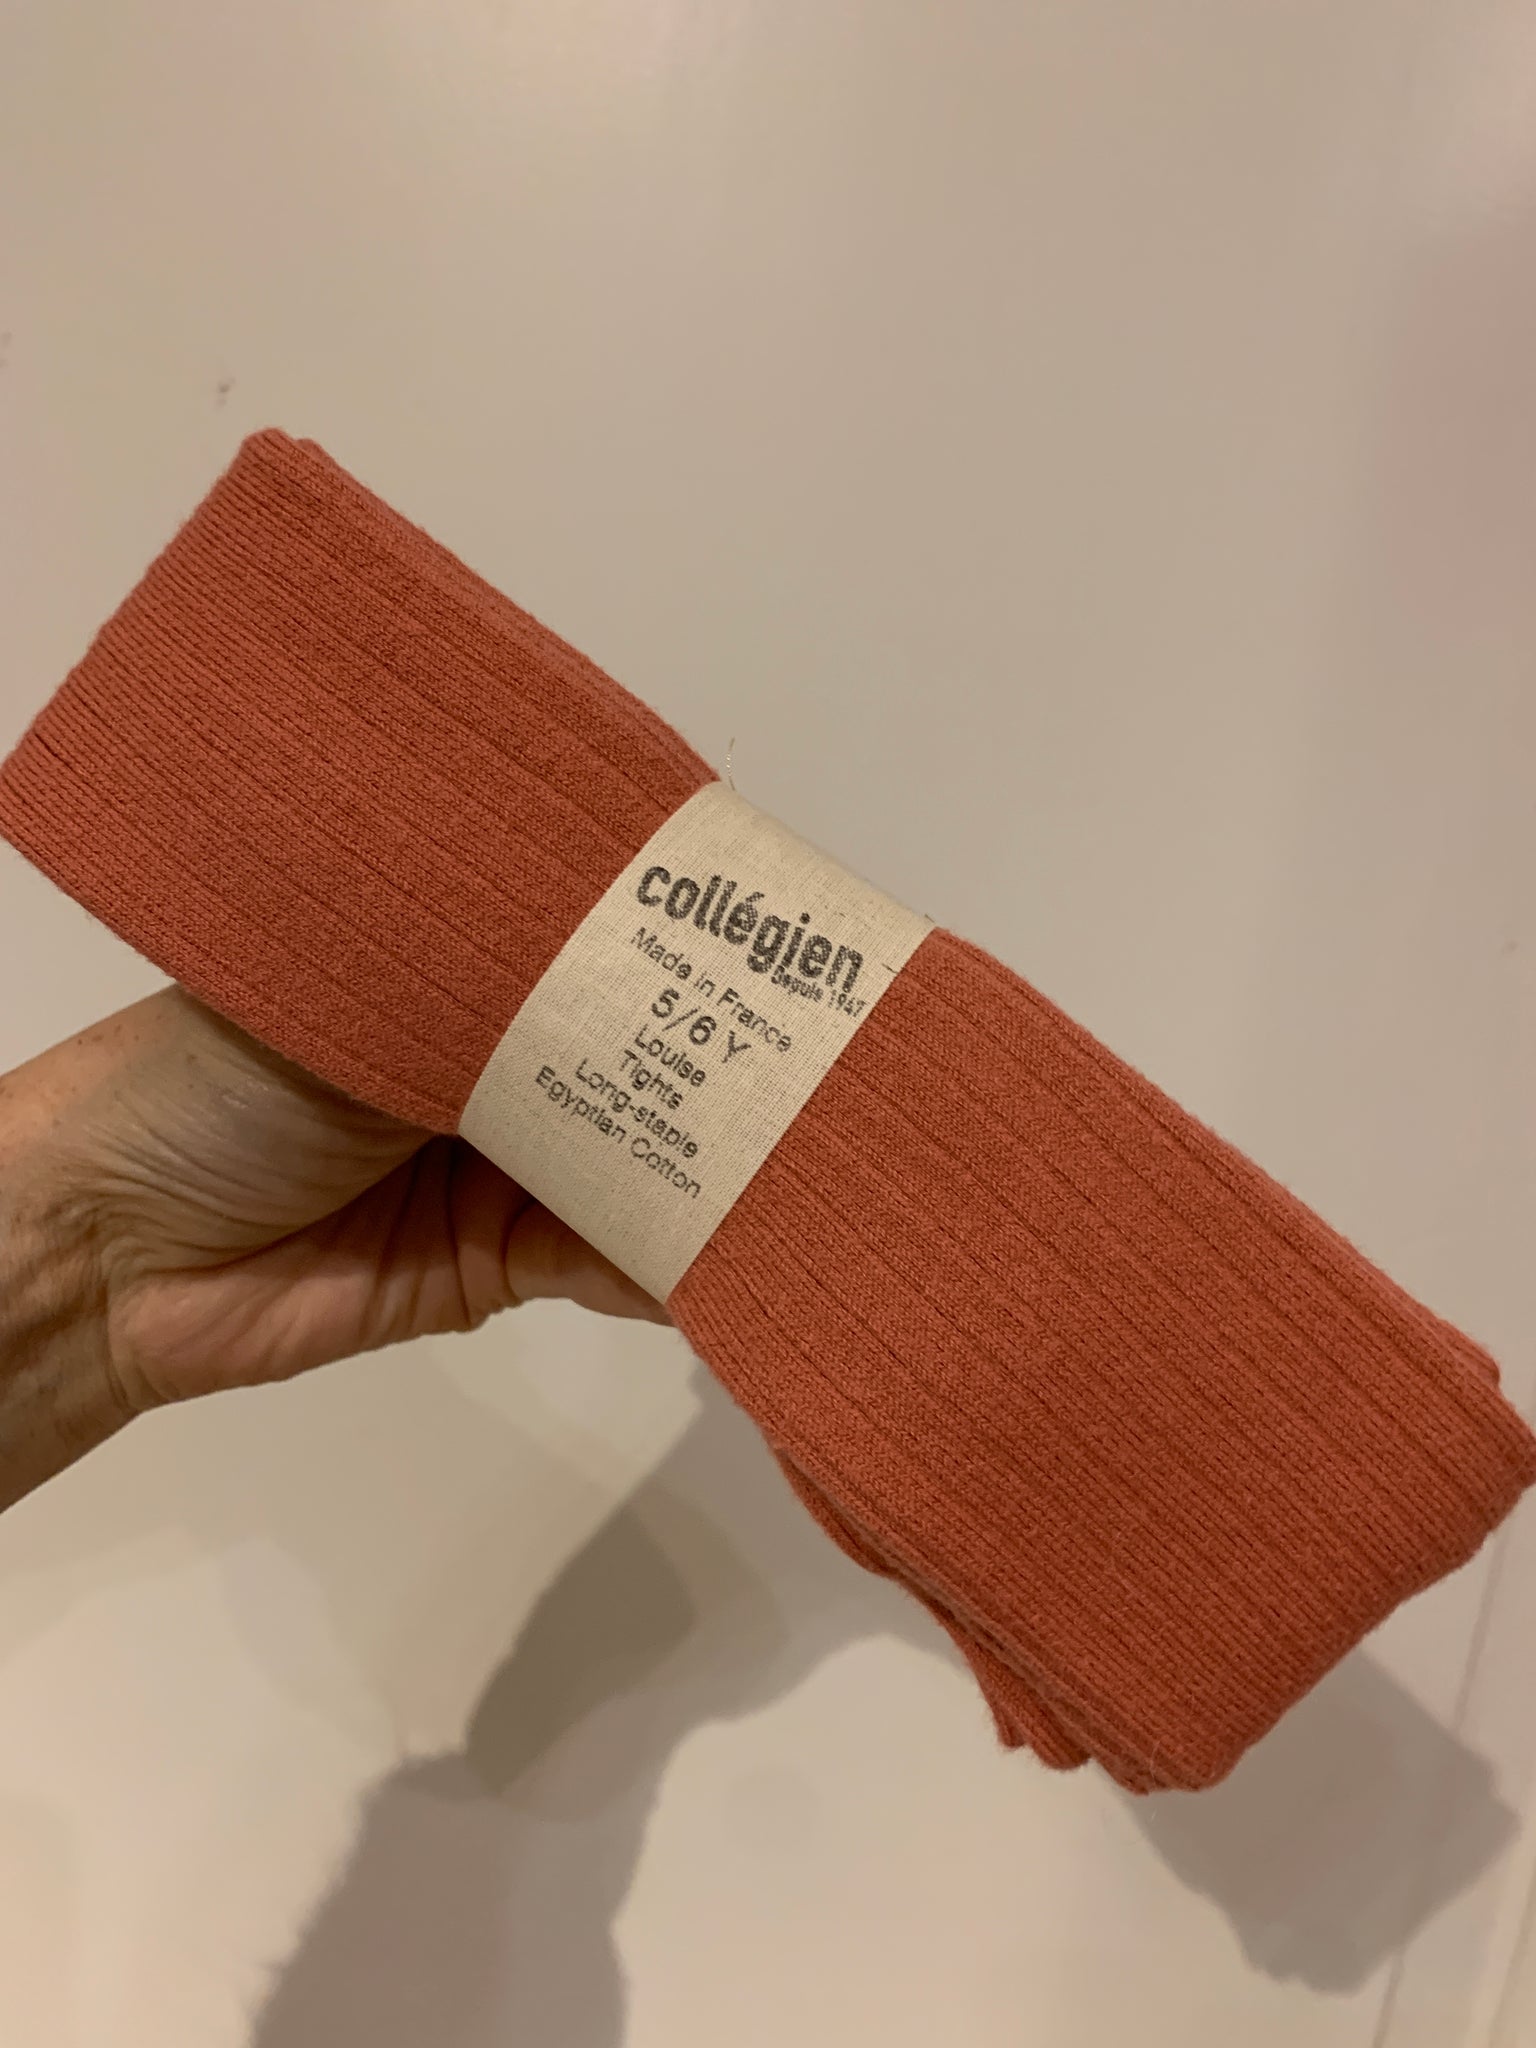 collégien
Depuis 1947
Made in France
5/6 Y
Louise
Tights
Long-staple
Egyptian Cotton